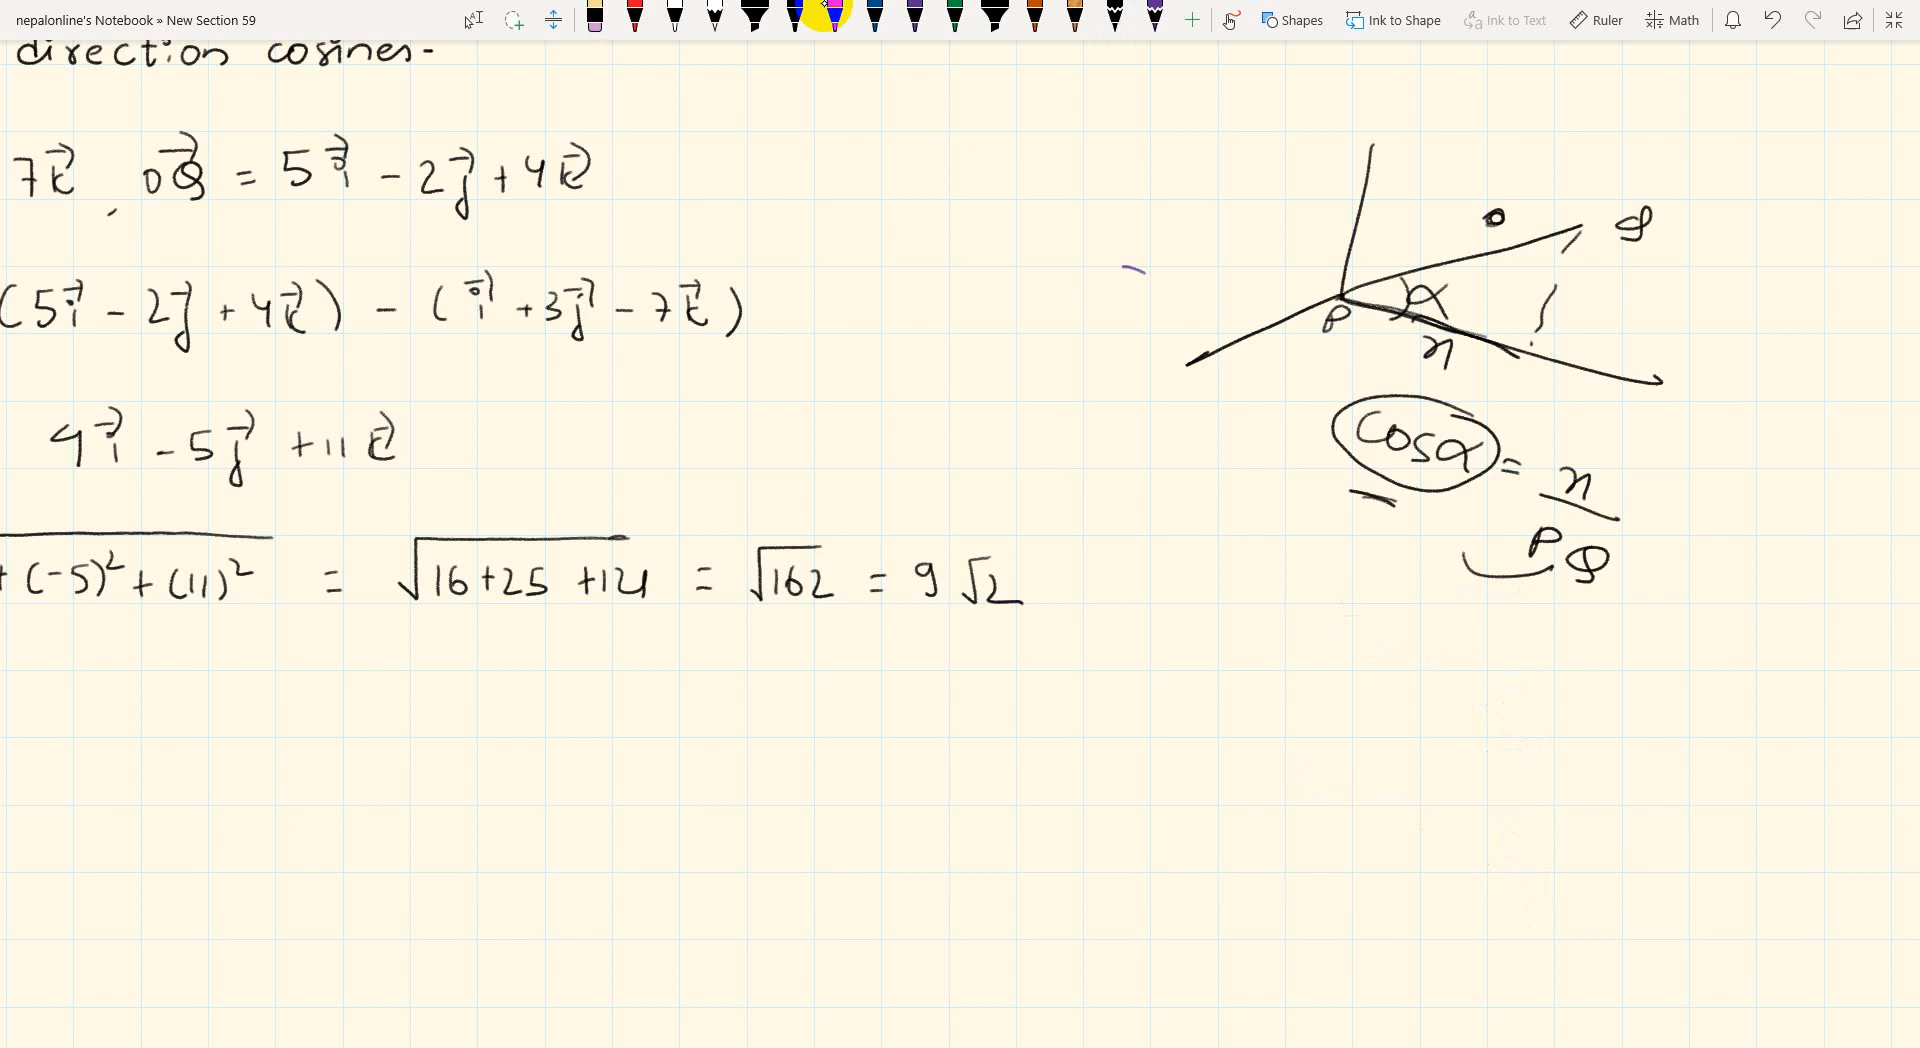 nepalonline's Notebook » New Section 59
Shapes
Ink to Shape
Ink to Text
Ruler
Math
direction cosines-
7k⃗, OQ⃗ = 5i⃗ - 2j⃗ + 4k⃗
(5i⃗ - 2j⃗ + 4k⃗) - (i⃗ + 3j⃗ - 7k⃗)
4i⃗ - 5j⃗ + 11k⃗
+ (-5)² + (11)² = √16+25+121 = √162 = 9√2
Q
α
P
x
cosα = x/PQ